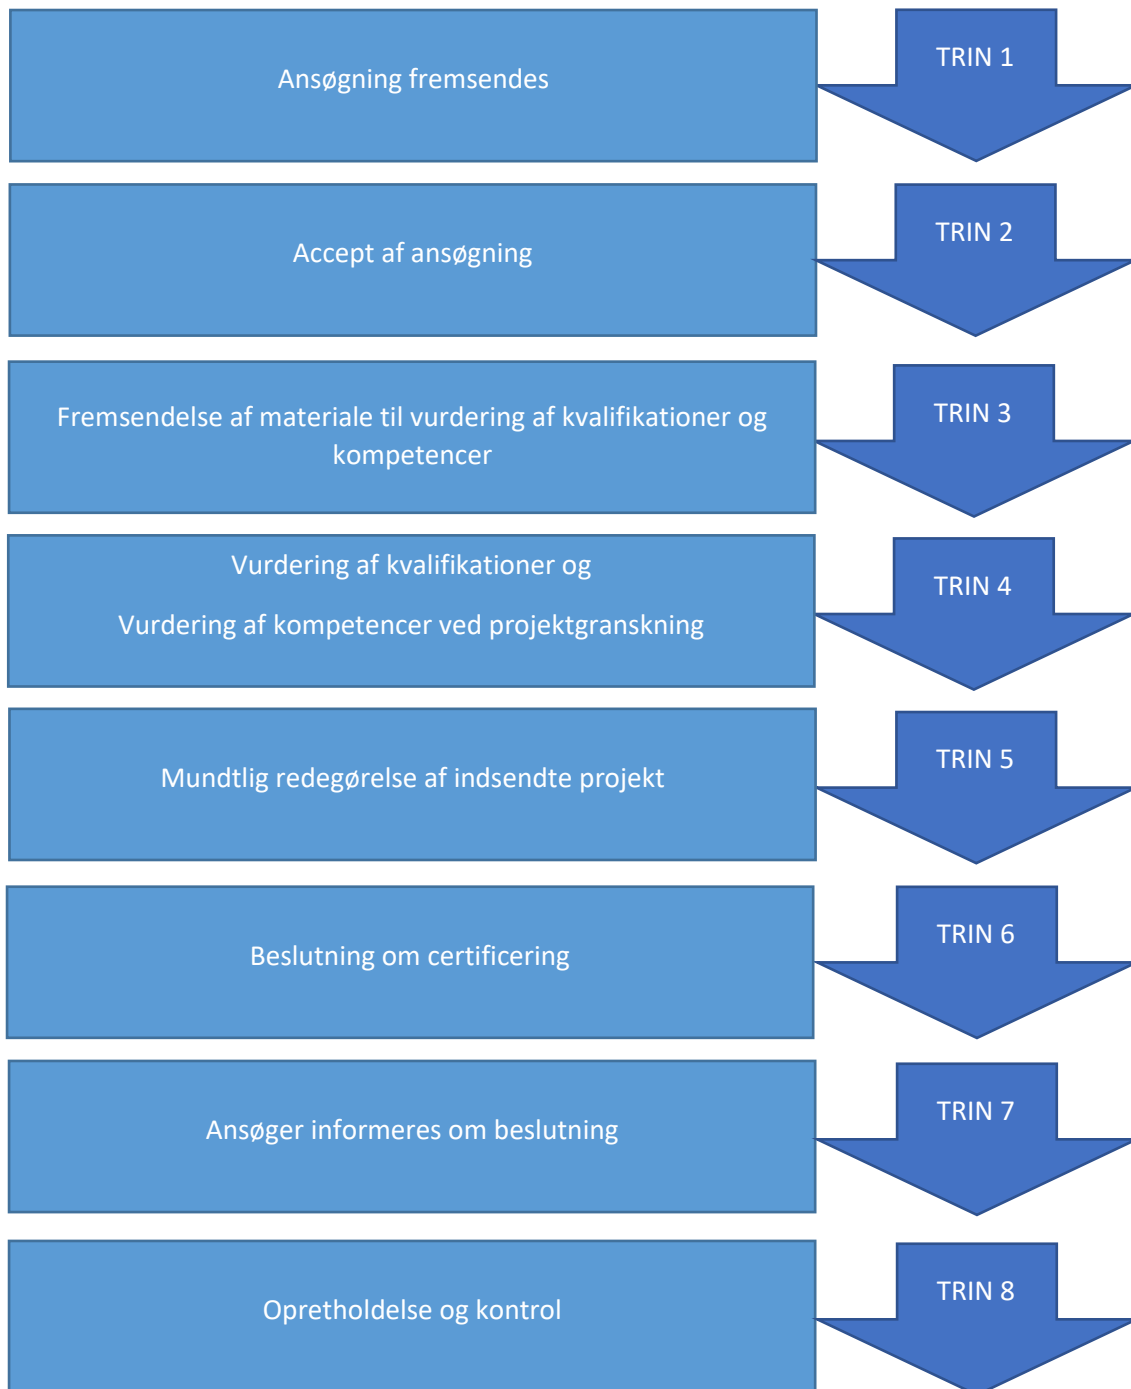 Ansøgning fremsendes
TRIN 1
Accept af ansøgning
TRIN 2
Fremsendelse af materiale til vurdering af kvalifikationer og
kompetencer
TRIN 3
Vurdering af kvalifikationer og
Vurdering af kompetencer ved projektgranskning
TRIN 4
Mundtlig redegørelse af indsendte projekt
TRIN 5
Beslutning om certificering
TRIN 6
Ansøger informeres om beslutning
TRIN 7
Opretholdelse og kontrol
TRIN 8